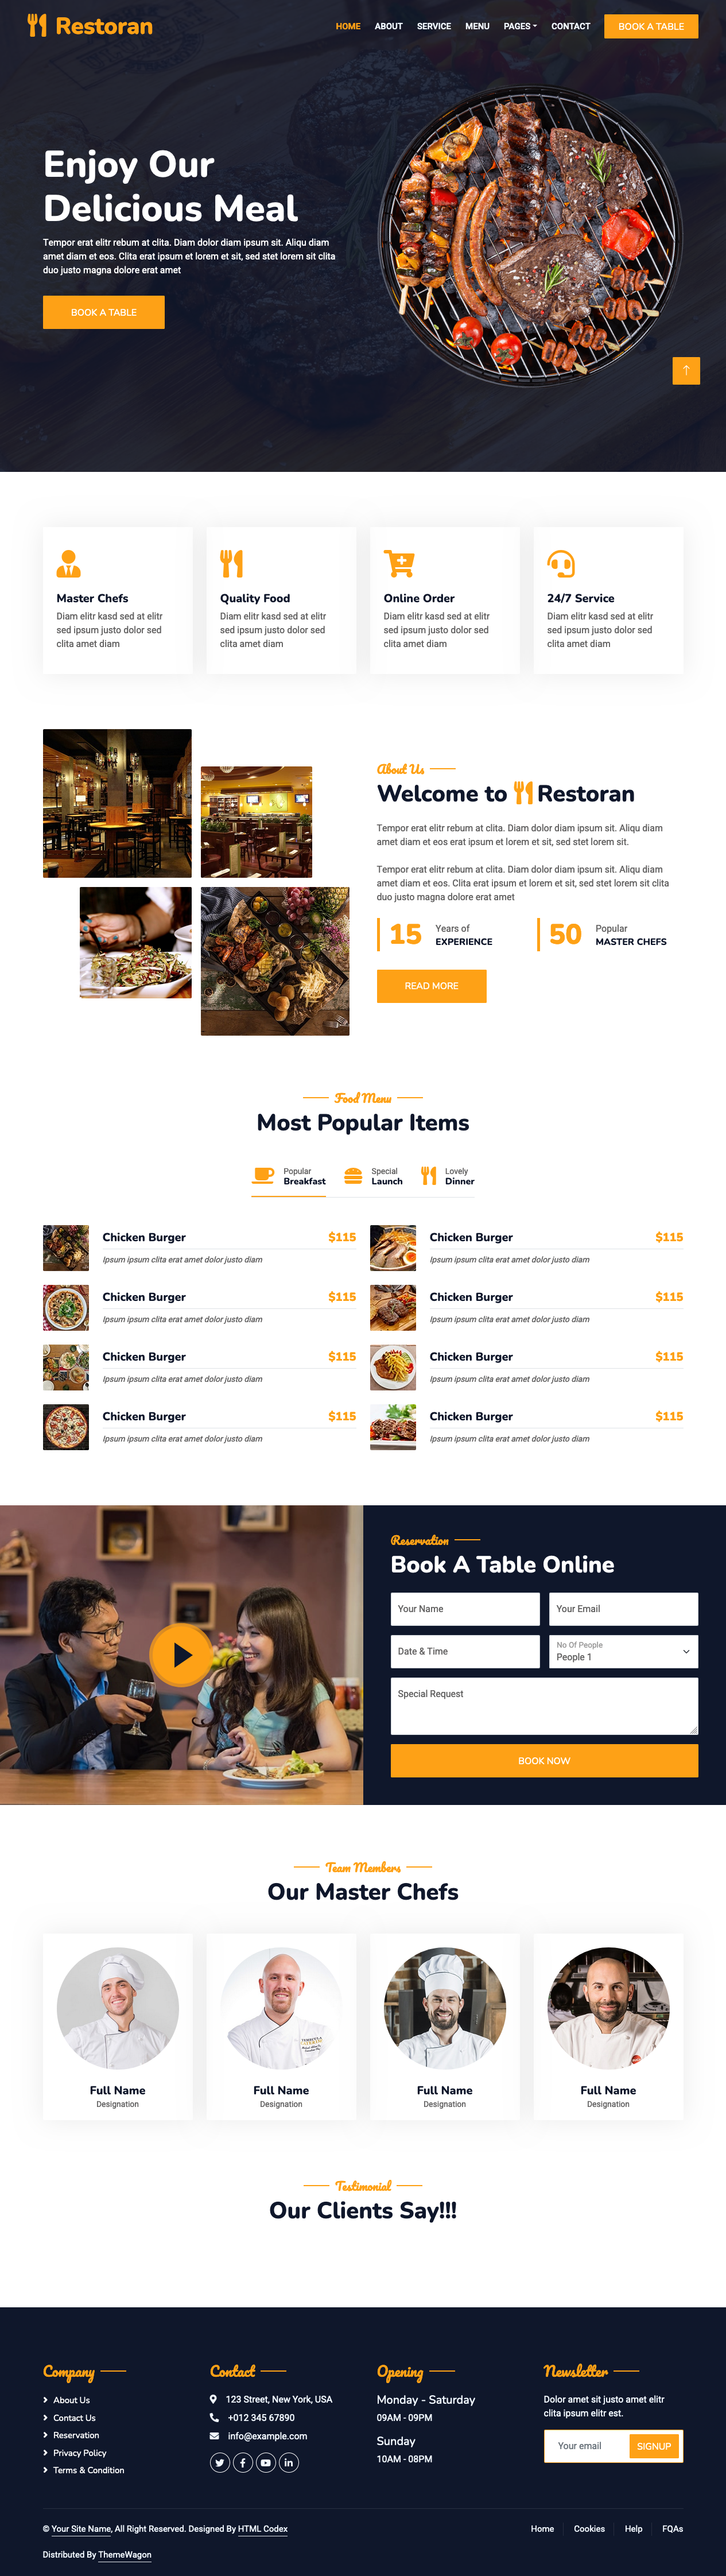 Restoran
HOME ABOUT SERVICE MENU PAGES CONTACT BOOK A TABLE
Enjoy Our
Delicious Meal
Tempor erat elitr rebum at clita. Diam dolor diam ipsum sit. Aliqu diam
amet diam et eos. Clita erat ipsum et lorem et sit, sed stet lorem sit clita
duo justo magna dolore erat amet
BOOK A TABLE
Master Chefs
Diam elitr kasd sed at elitr
sed ipsum justo dolor sed
clita amet diam
Quality Food
Diam elitr kasd sed at elitr
sed ipsum justo dolor sed
clita amet diam
Online Order
Diam elitr kasd sed at elitr
sed ipsum justo dolor sed
clita amet diam
24/7 Service
Diam elitr kasd sed at elitr
sed ipsum justo dolor sed
clita amet diam
About Us
Welcome to Restoran
Tempor erat elitr rebum at clita. Diam dolor diam ipsum sit. Aliqu diam
amet diam et eos erat ipsum et lorem et sit, sed stet lorem sit.
Tempor erat elitr rebum at clita. Diam dolor diam ipsum sit. Aliqu diam
amet diam et eos. Clita erat ipsum et lorem et sit, sed stet lorem sit clita
duo justo magna dolore erat amet
15
Years of
EXPERIENCE
50
Popular
MASTER CHEFS
READ MORE
Food Menu
Most Popular Items
Popular
Breakfast
Special
Launch
Lovely
Dinner
Chicken Burger $115
Ipsum ipsum clita erat amet dolor justo diam
Chicken Burger $115
Ipsum ipsum clita erat amet dolor justo diam
Chicken Burger $115
Ipsum ipsum clita erat amet dolor justo diam
Chicken Burger $115
Ipsum ipsum clita erat amet dolor justo diam
Chicken Burger $115
Ipsum ipsum clita erat amet dolor justo diam
Chicken Burger $115
Ipsum ipsum clita erat amet dolor justo diam
Chicken Burger $115
Ipsum ipsum clita erat amet dolor justo diam
Chicken Burger $115
Ipsum ipsum clita erat amet dolor justo diam
Reservation
Book A Table Online
Your Name
Your Email
Date & Time
No Of People
People 1
Special Request
BOOK NOW
Team Members
Our Master Chefs
Full Name
Designation
Full Name
Designation
Full Name
Designation
Full Name
Designation
Testimonial
Our Clients Say!!!
Company
About Us
Contact Us
Reservation
Privacy Policy
Terms & Condition
Contact
123 Street, New York, USA
+012 345 67890
info@example.com
Opening
Monday - Saturday
09AM - 09PM
Sunday
10AM - 08PM
Newsletter
Dolor amet sit justo amet elitr
clita ipsum elitr est.
Your email SIGNUP
© Your Site Name, All Right Reserved. Designed By HTML Codex
Distributed By ThemeWagon
Home Cookies Help FQAs